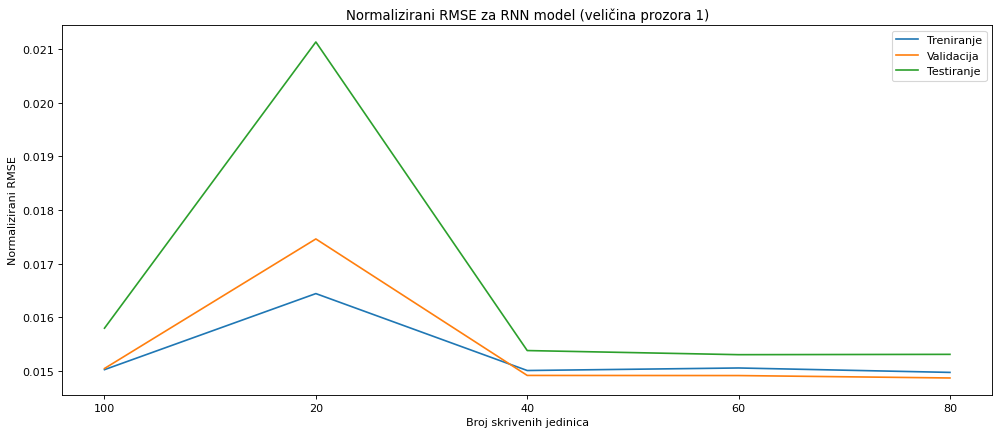 Normalizirani RMSE za RNN model (veličina prozora 1)
Treniranje
Validacija
Testiranje
Normalizirani RMSE
0.021
0.020
0.019
0.018
0.017
0.016
0.015
100 20 40 60 80
Broj skrivenih jedinica